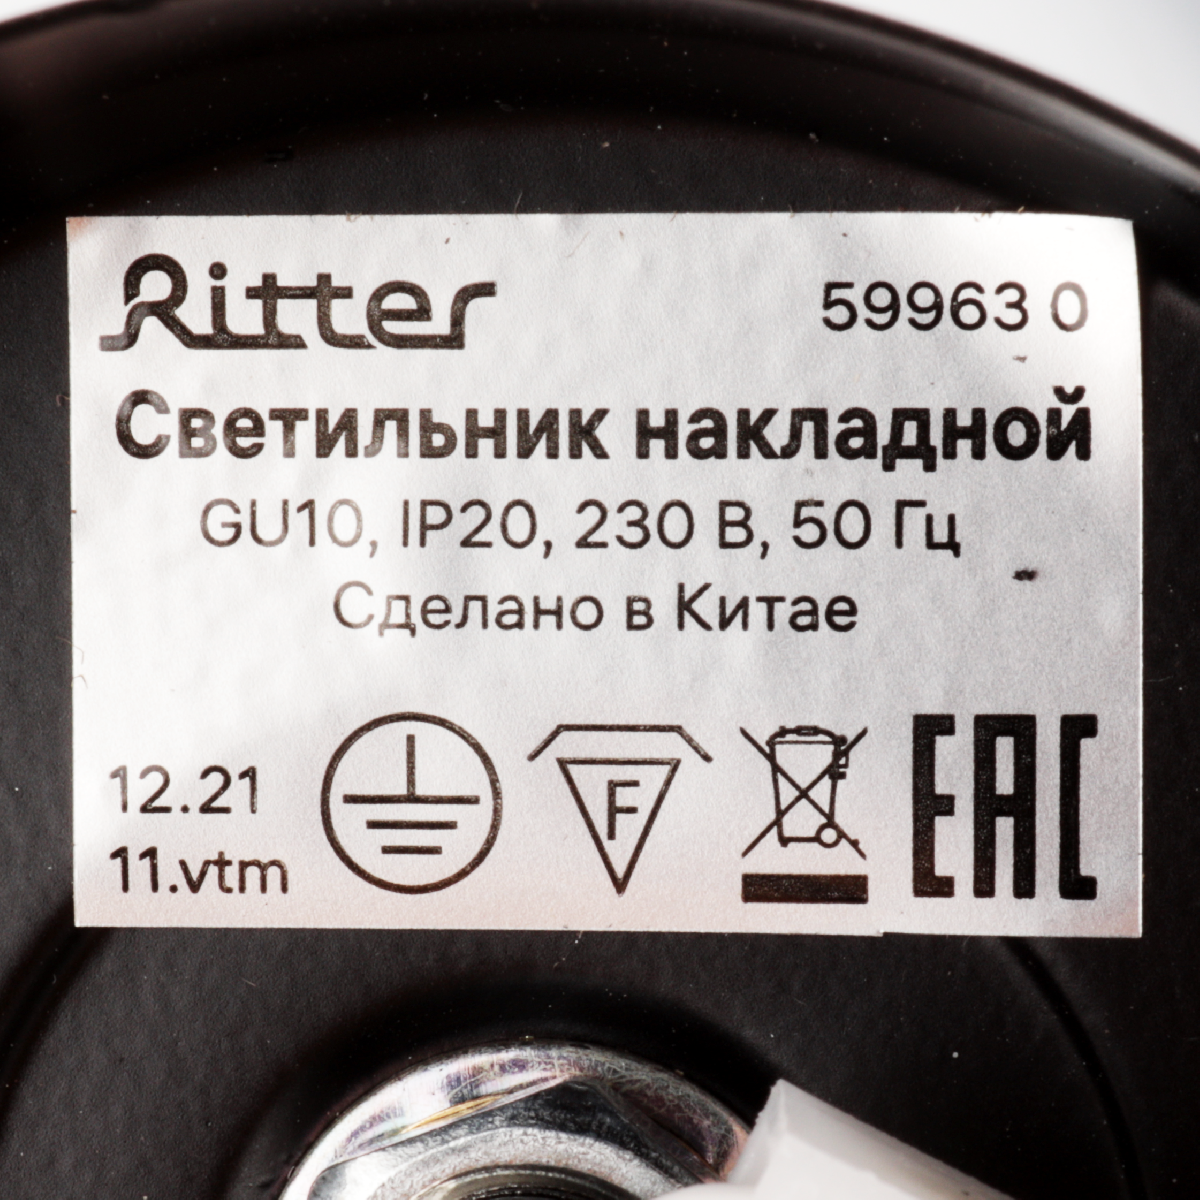 Ritter
59963 0
Светильник накладной
GU10, IP20, 230 В, 50 Гц
Сделано в Китае
12.21
11.vtm
F
EAC